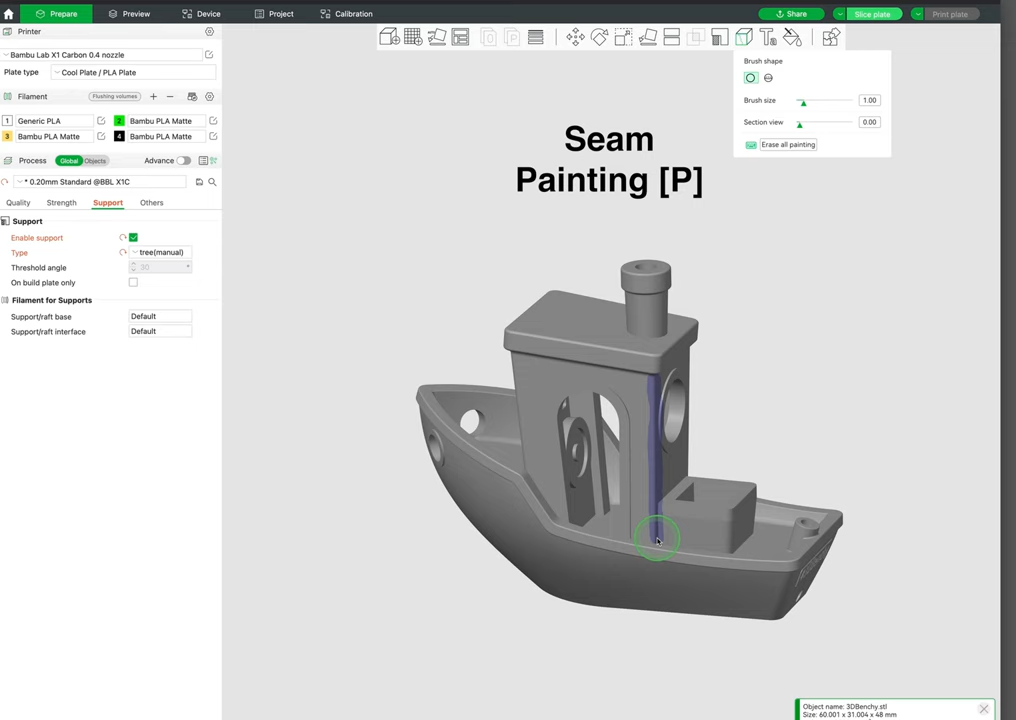 Prepare Preview Device Project Calibration Share Slice plate Print plate
Printer
Bambu Lab X1 Carbon 0.4 nozzle
Plate type Cool Plate / PLA Plate
Filament Flushing volumes
1 Generic PLA 2 Bambu PLA Matte
3 Bambu PLA Matte 4 Bambu PLA Matte
Process Global Objects Advance
* 0.20mm Standard @BBL X1C
Quality Strength Support Others
Support
Enable support
Type tree(manual)
Threshold angle 30
On build plate only
Filament for Supports
Support/raft base Default
Support/raft interface Default
Brush shape
Brush size 1.00
Section view 0.00
Erase all painting
Seam
Painting [P]
Object name: 3DBenchy.stl
Size: 60.001 x 31.004 x 48 mm